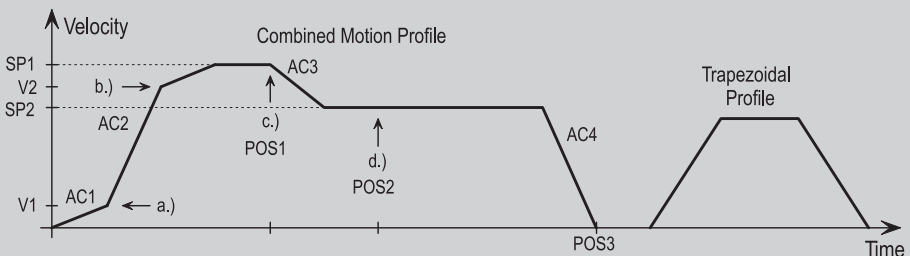 Velocity
Combined Motion Profile
SP1
AC3
V2
b.)
Trapezoidal
Profile
SP2
AC2
c.)
AC4
POS1
d.)
POS2
AC1
V1
a.)
POS3
Time